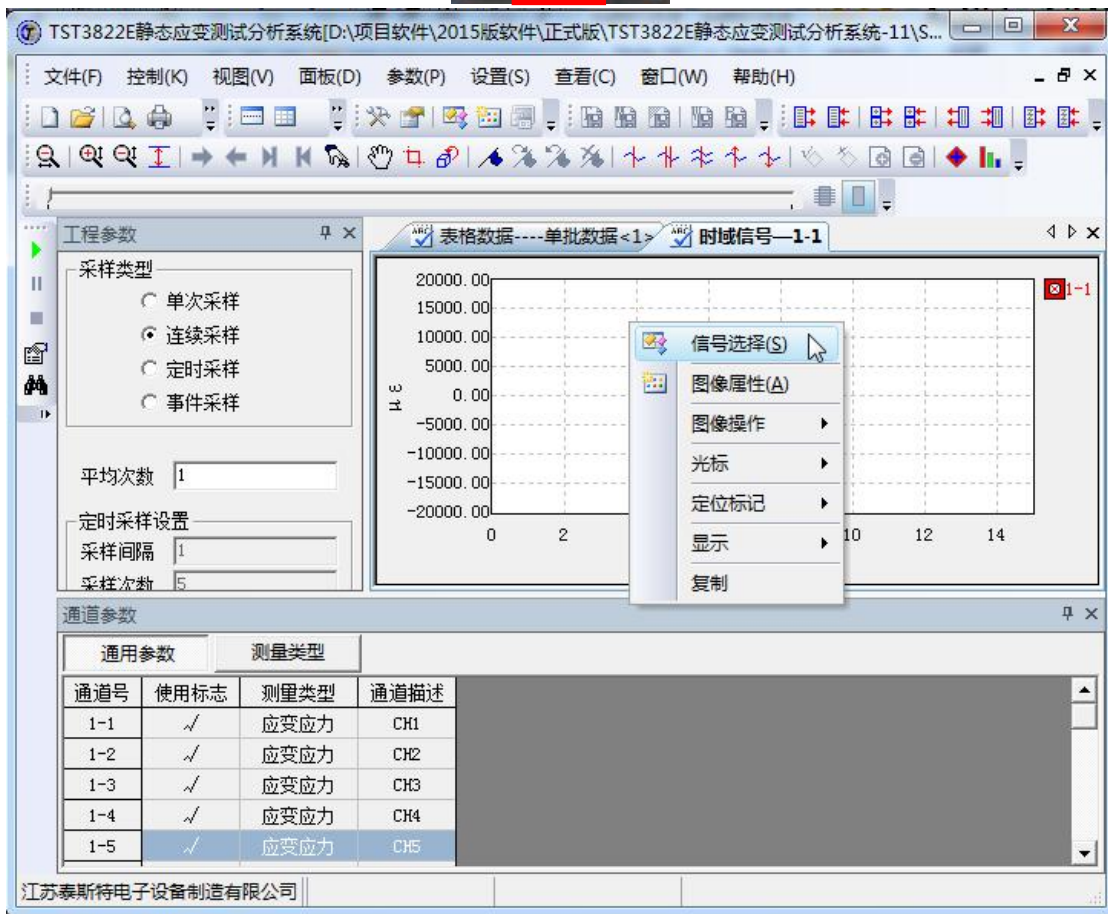 TST3822E静态应变测试分析系统[D:\项目软件\2015版软件\正式版\TST3822E静态应变测试分析系统-11\S...
文件(F) 控制(K) 视图(V) 面板(D) 参数(P) 设置(S) 查看(C) 窗口(W) 帮助(H)
工程参数
采样类型
单次采样
连续采样
定时采样
事件采样
平均次数 1
定时采样设置
采样间隔 1
采样次数 5
表格数据----单批数据<1>
时域信号—1-1
20000.00
15000.00
10000.00
5000.00
0.00
-5000.00
-10000.00
-15000.00
-20000.00
με
0 2 10 12 14
1-1
信号选择(S)
图像属性(A)
图像操作
光标
定位标记
显示
复制
通道参数
通用参数 测量类型
通道号 使用标志 测量类型 通道描述
1-1 √ 应变应力 CH1
1-2 √ 应变应力 CH2
1-3 √ 应变应力 CH3
1-4 √ 应变应力 CH4
1-5 √ 应变应力 CH5
江苏泰斯特电子设备制造有限公司